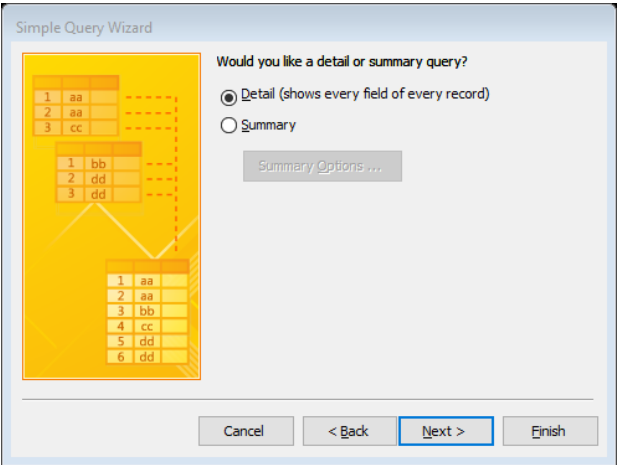 Simple Query Wizard
Would you like a detail or summary query?
Detail (shows every field of every record)
Summary
Summary Options ...
1 aa
2 aa
3 cc
1 bb
2 dd
3 dd
1 aa
2 aa
3 bb
4 cc
5 dd
6 dd
Cancel < Back Next > Finish